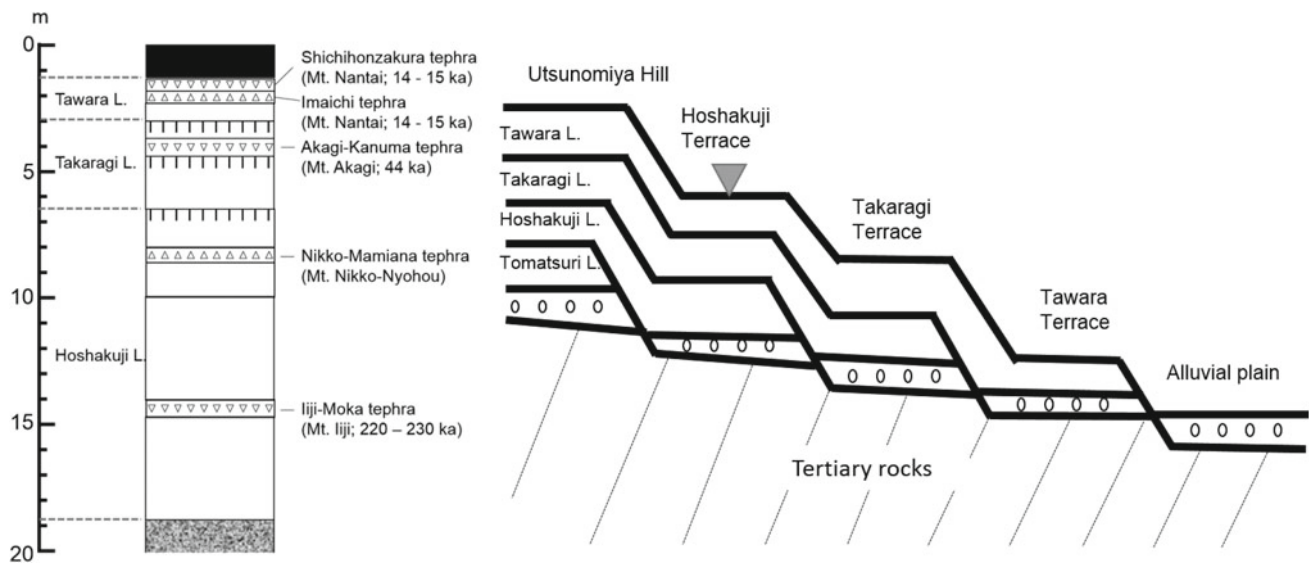 m
0
5
10
15
20
Tawara L.
Takaragi L.
Hoshakuji L.
Shichihonzakura tephra
(Mt. Nantai; 14 - 15 ka)
Imaichi tephra
(Mt. Nantai; 14 - 15 ka)
Akagi-Kanuma tephra
(Mt. Akagi; 44 ka)
Nikko-Mamiana tephra
(Mt. Nikko-Nyohou)
Iiji-Moka tephra
(Mt. Iiji; 220 – 230 ka)
Utsunomiya Hill
Hoshakuji
Terrace
Takaragi
Terrace
Tawara
Terrace
Alluvial plain
Tawara L.
Takaragi L.
Hoshakuji L.
Tomatsuri L.
Tertiary rocks